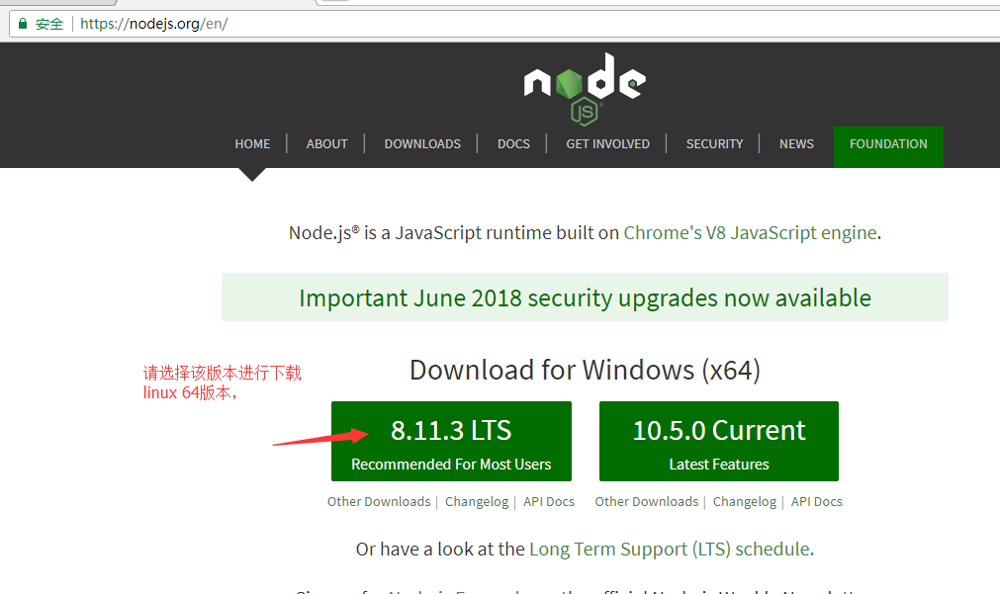 安全 https://nodejs.org/en/
node
JS
HOME ABOUT DOWNLOADS DOCS GET INVOLVED SECURITY NEWS FOUNDATION
Node.js® is a JavaScript runtime built on Chrome's V8 JavaScript engine.
Important June 2018 security upgrades now available
请选择该版本进行下载
linux 64版本，
Download for Windows (x64)
8.11.3 LTS
Recommended For Most Users
10.5.0 Current
Latest Features
Other Downloads | Changelog | API Docs
Other Downloads | Changelog | API Docs
Or have a look at the Long Term Support (LTS) schedule.